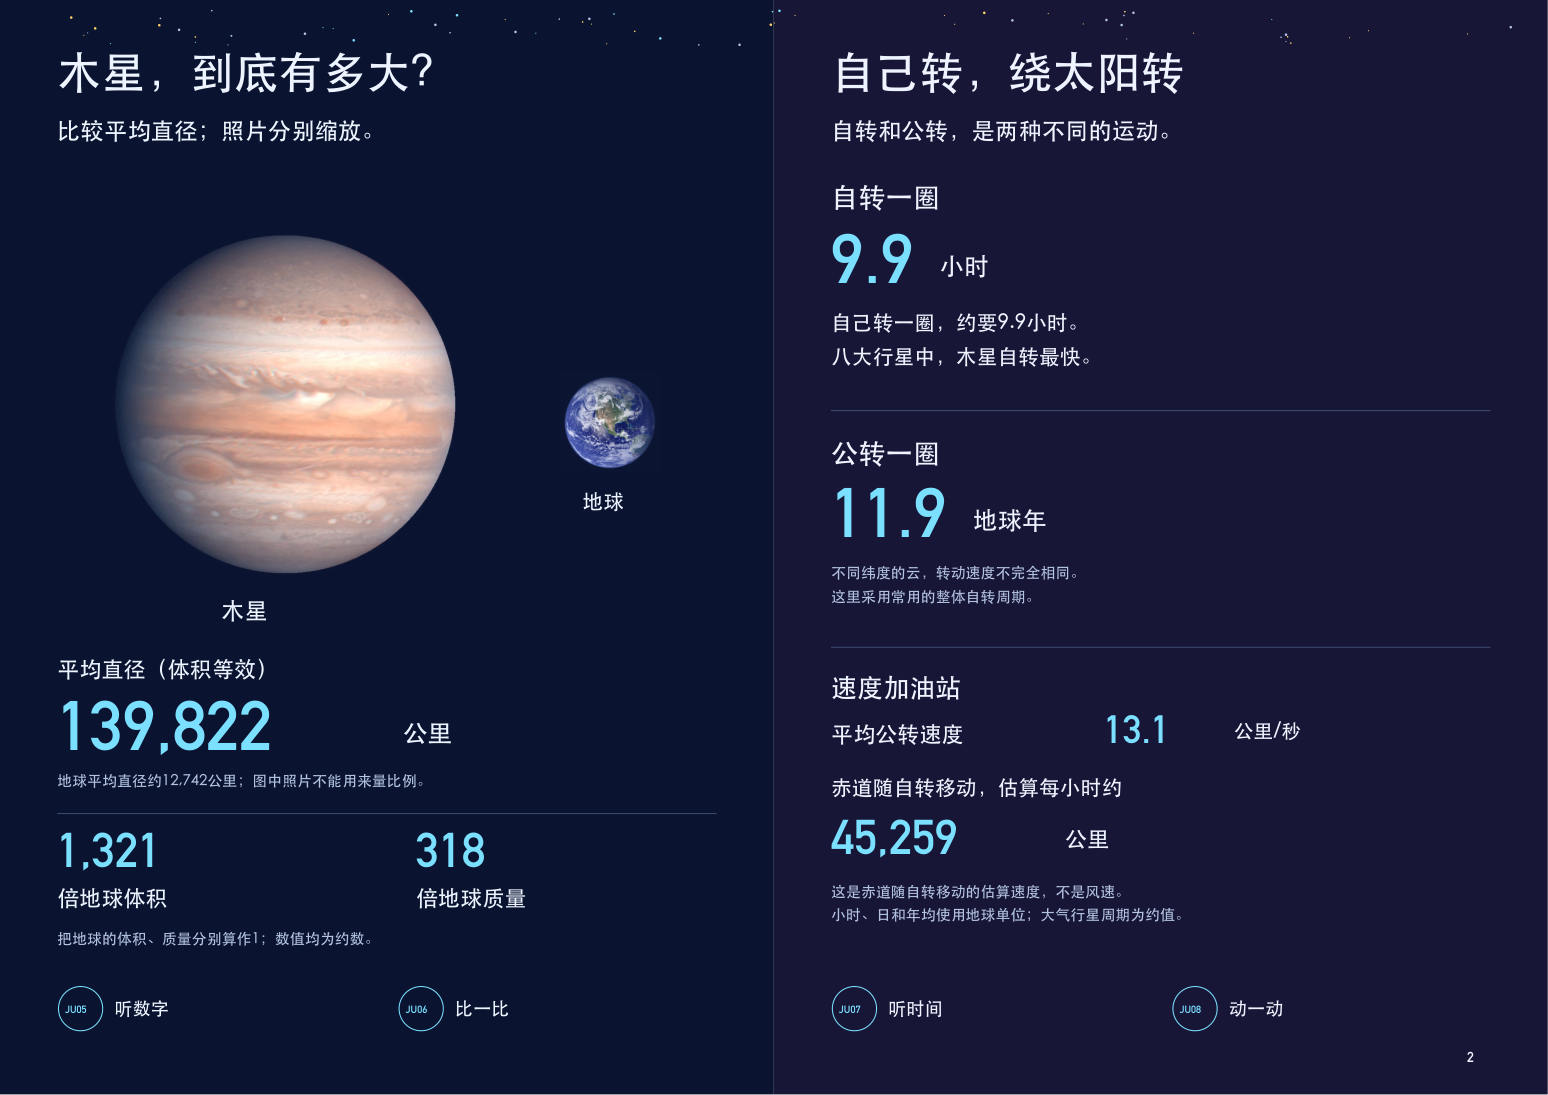 木星，到底有多大？
比较平均直径；照片分别缩放。
地球
木星
平均直径（体积等效）
139,822 公里
地球平均直径约12,742公里；图中照片不能用来量比例。
1,321
倍地球体积
318
倍地球质量
把地球的体积、质量分别算作1；数值均为约数。
JU05 听数字
JU06 比一比
自己转，绕太阳转
自转和公转，是两种不同的运动。
自转一圈
9.9 小时
自己转一圈，约要9.9小时。
八大行星中，木星自转最快。
公转一圈
11.9 地球年
不同纬度的云，转动速度不完全相同。
这里采用常用的整体自转周期。
速度加油站
平均公转速度 13.1 公里/秒
赤道随自转移动，估算每小时约
45,259 公里
这是赤道随自转移动的估算速度，不是风速。
小时、日和年均使用地球单位；大气行星周期为约值。
JU07 听时间
JU08 动一动
2